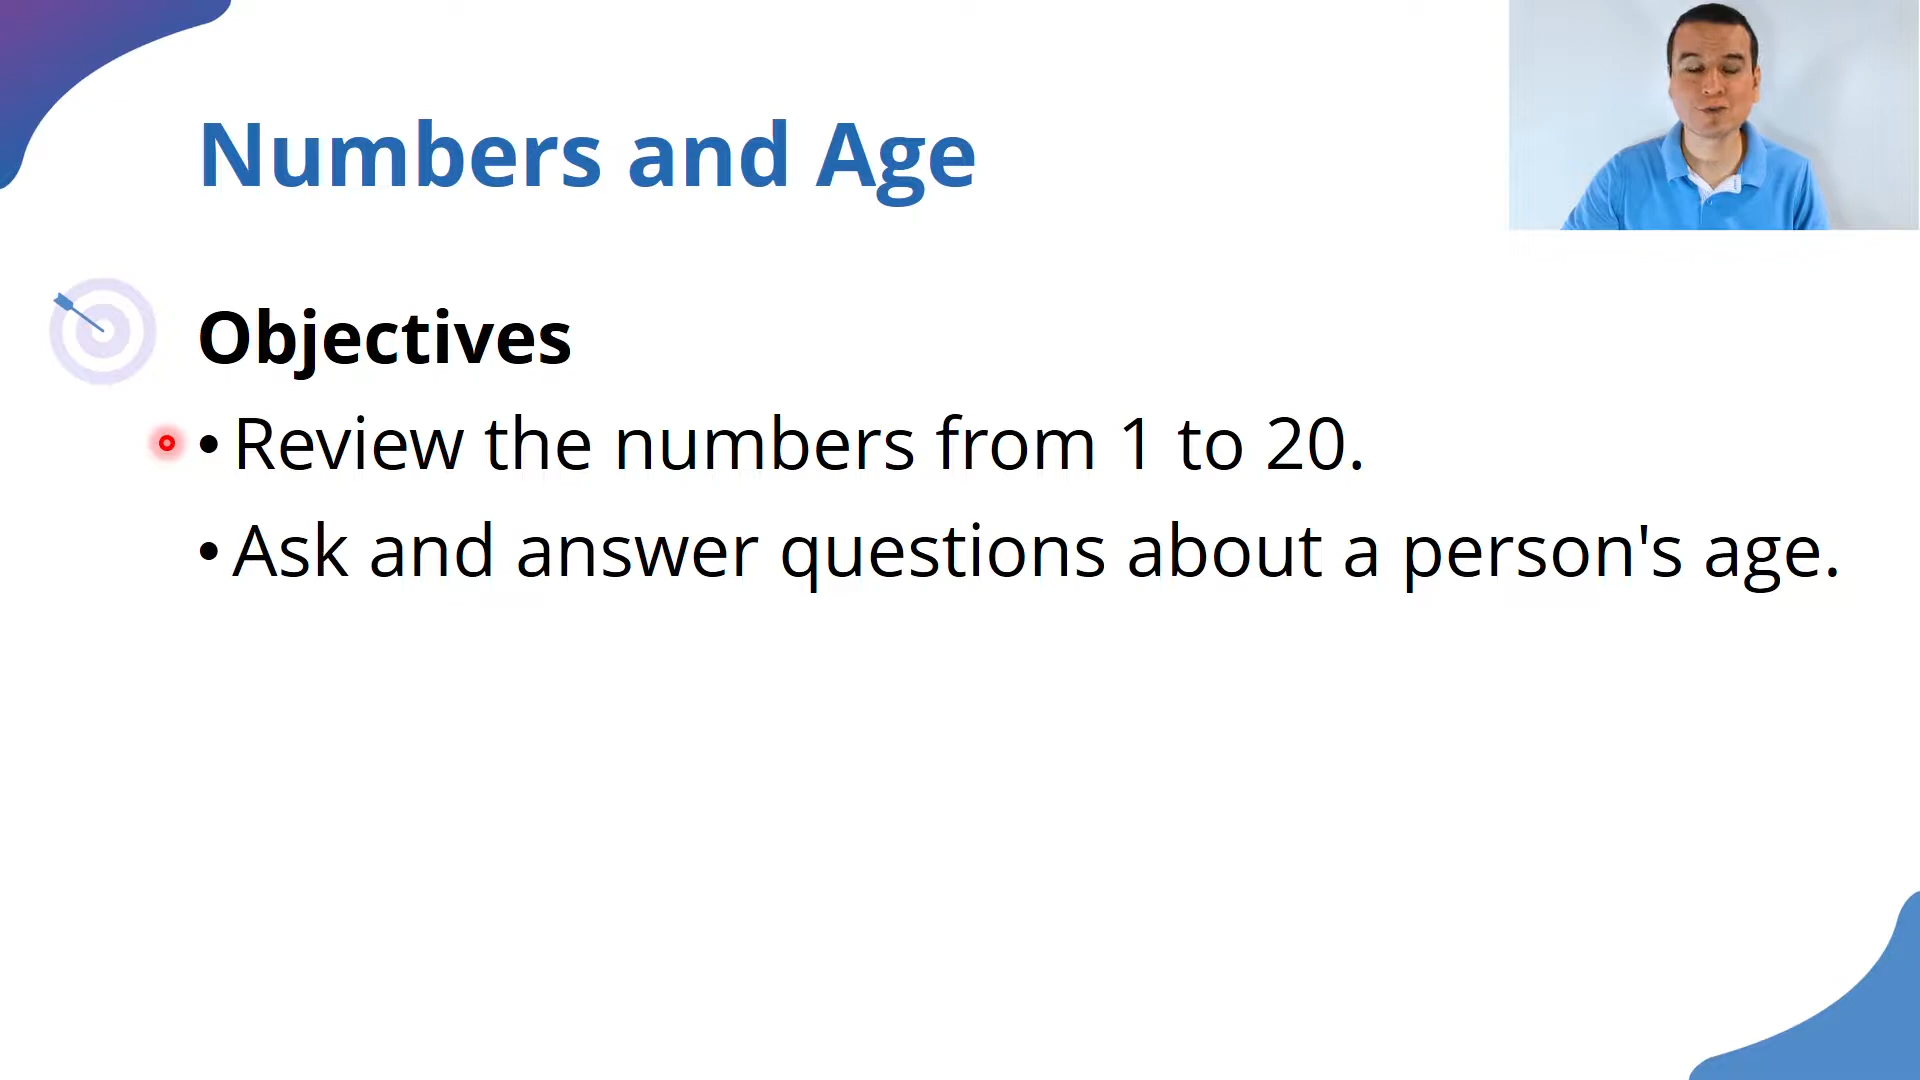 Numbers and Age
Objectives
• Review the numbers from 1 to 20.
• Ask and answer questions about a person's age.